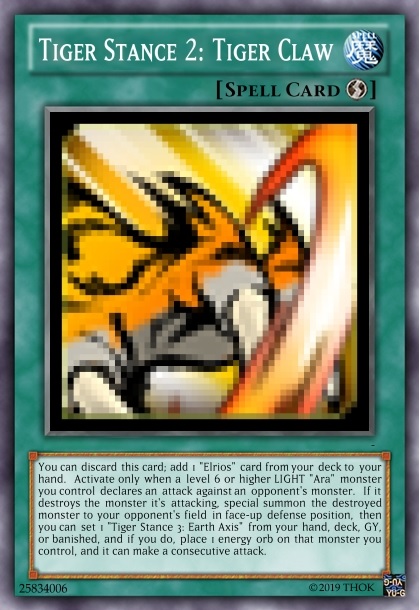 TIGER STANCE 2: TIGER CLAW 魔
[SPELL CARD]
You can discard this card; add 1 "Elrios" card from your deck to your
hand. Activate only when a level 6 or higher LIGHT "Ara" monster
you control declares an attack against an opponent's monster. If it
destroys the monster it's attacking, special summon the destroyed
monster to your opponent's field in face-up defense position, then
you can set 1 "Tiger Stance 3: Earth Axis" from your hand, deck, GY,
or banished, and if you do, place 1 energy orb on that monster you
control, and it can make a consecutive attack.
25834006 ©2019 THOK